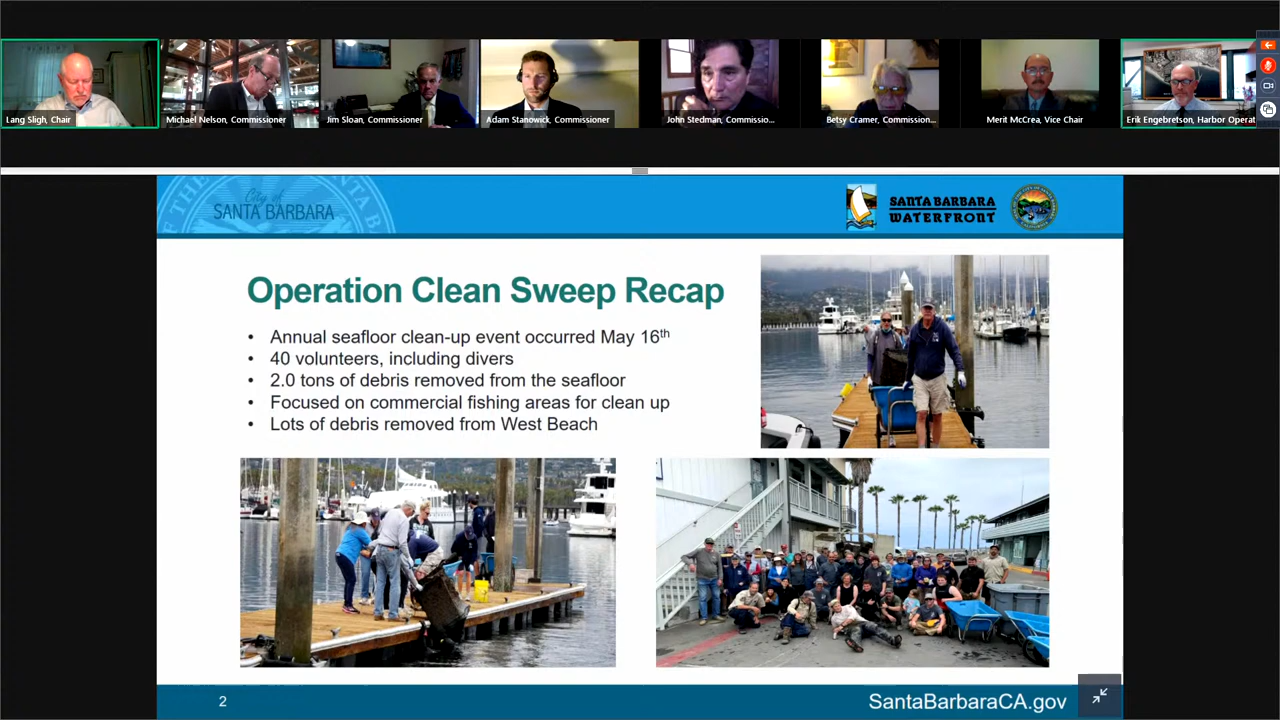 Lang Sligh, Chair
Michael Nelson, Commissioner
Jim Sloan, Commissioner
Adam Stanowick, Commissioner
John Stedman, Commissio...
Betsy Cramer, Commission...
Merit McCrea, Vice Chair
Erik Engebretson, Harbor Operat
City of
SANTA BARBARA
SANTA BARBARA
WATERFRONT
Operation Clean Sweep Recap
• Annual seafloor clean-up event occurred May 16th
• 40 volunteers, including divers
• 2.0 tons of debris removed from the seafloor
• Focused on commercial fishing areas for clean up
• Lots of debris removed from West Beach
2
SantaBarbaraCA.gov